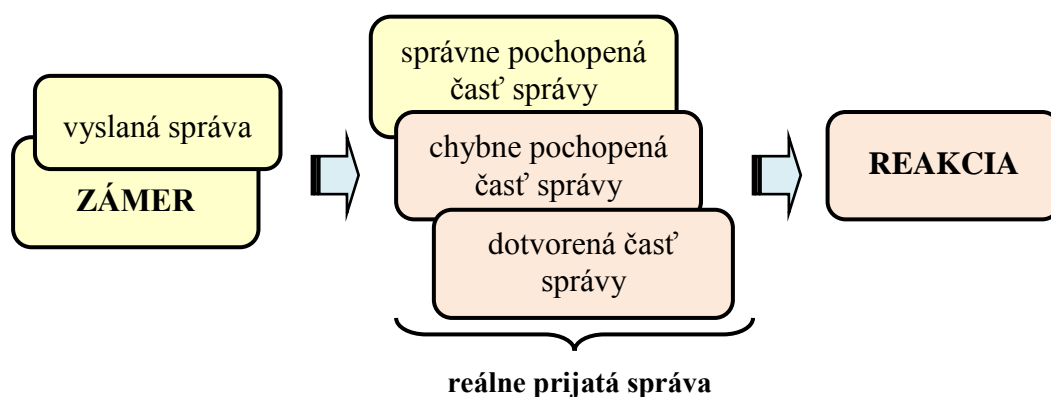 vyslaná správa
ZÁMER
správne pochopená
časť správy
chybne pochopená
časť správy
dotvorená časť
správy
REAKCIA
reálne prijatá správa